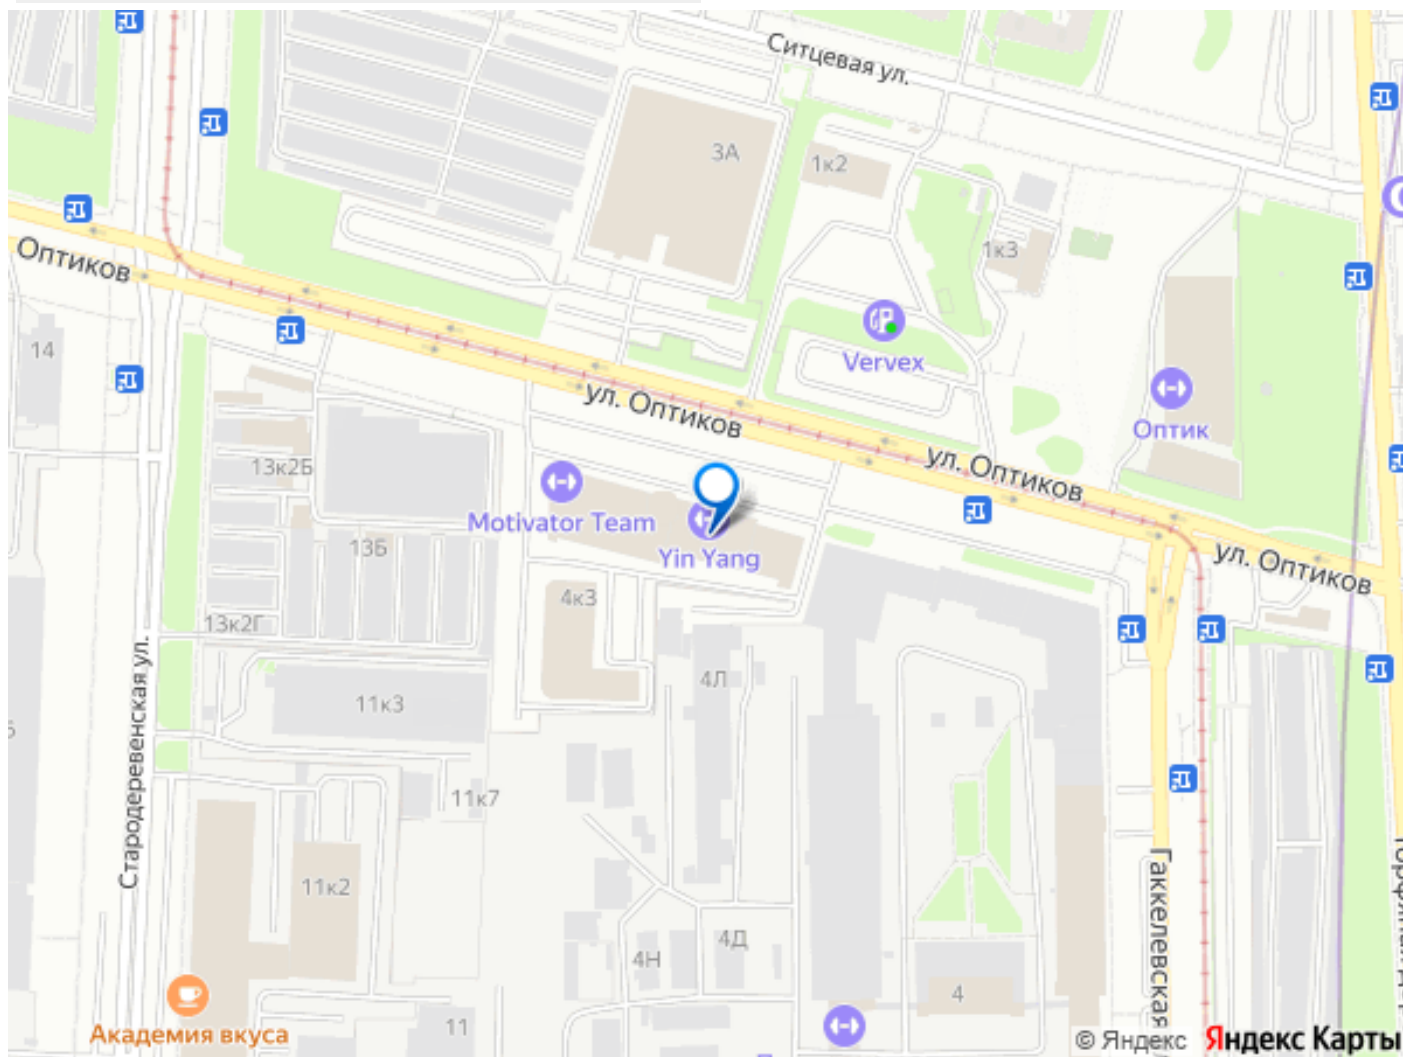 Ситцевая ул.
3А
1к2
1к3
Оптиков
14
Vervex
ул. Оптиков
Оптик
ул. Оптиков
13к2Б
Motivator Team
Yin Yang
13Б
ул. Оптиков
4к3
13к2Г
Стародеревенская ул.
4Л
11к3
11к7
11к2
Гаккелевская
4Д
4Н
4
11
Академия вкуса
© Яндекс
Яндекс Карты